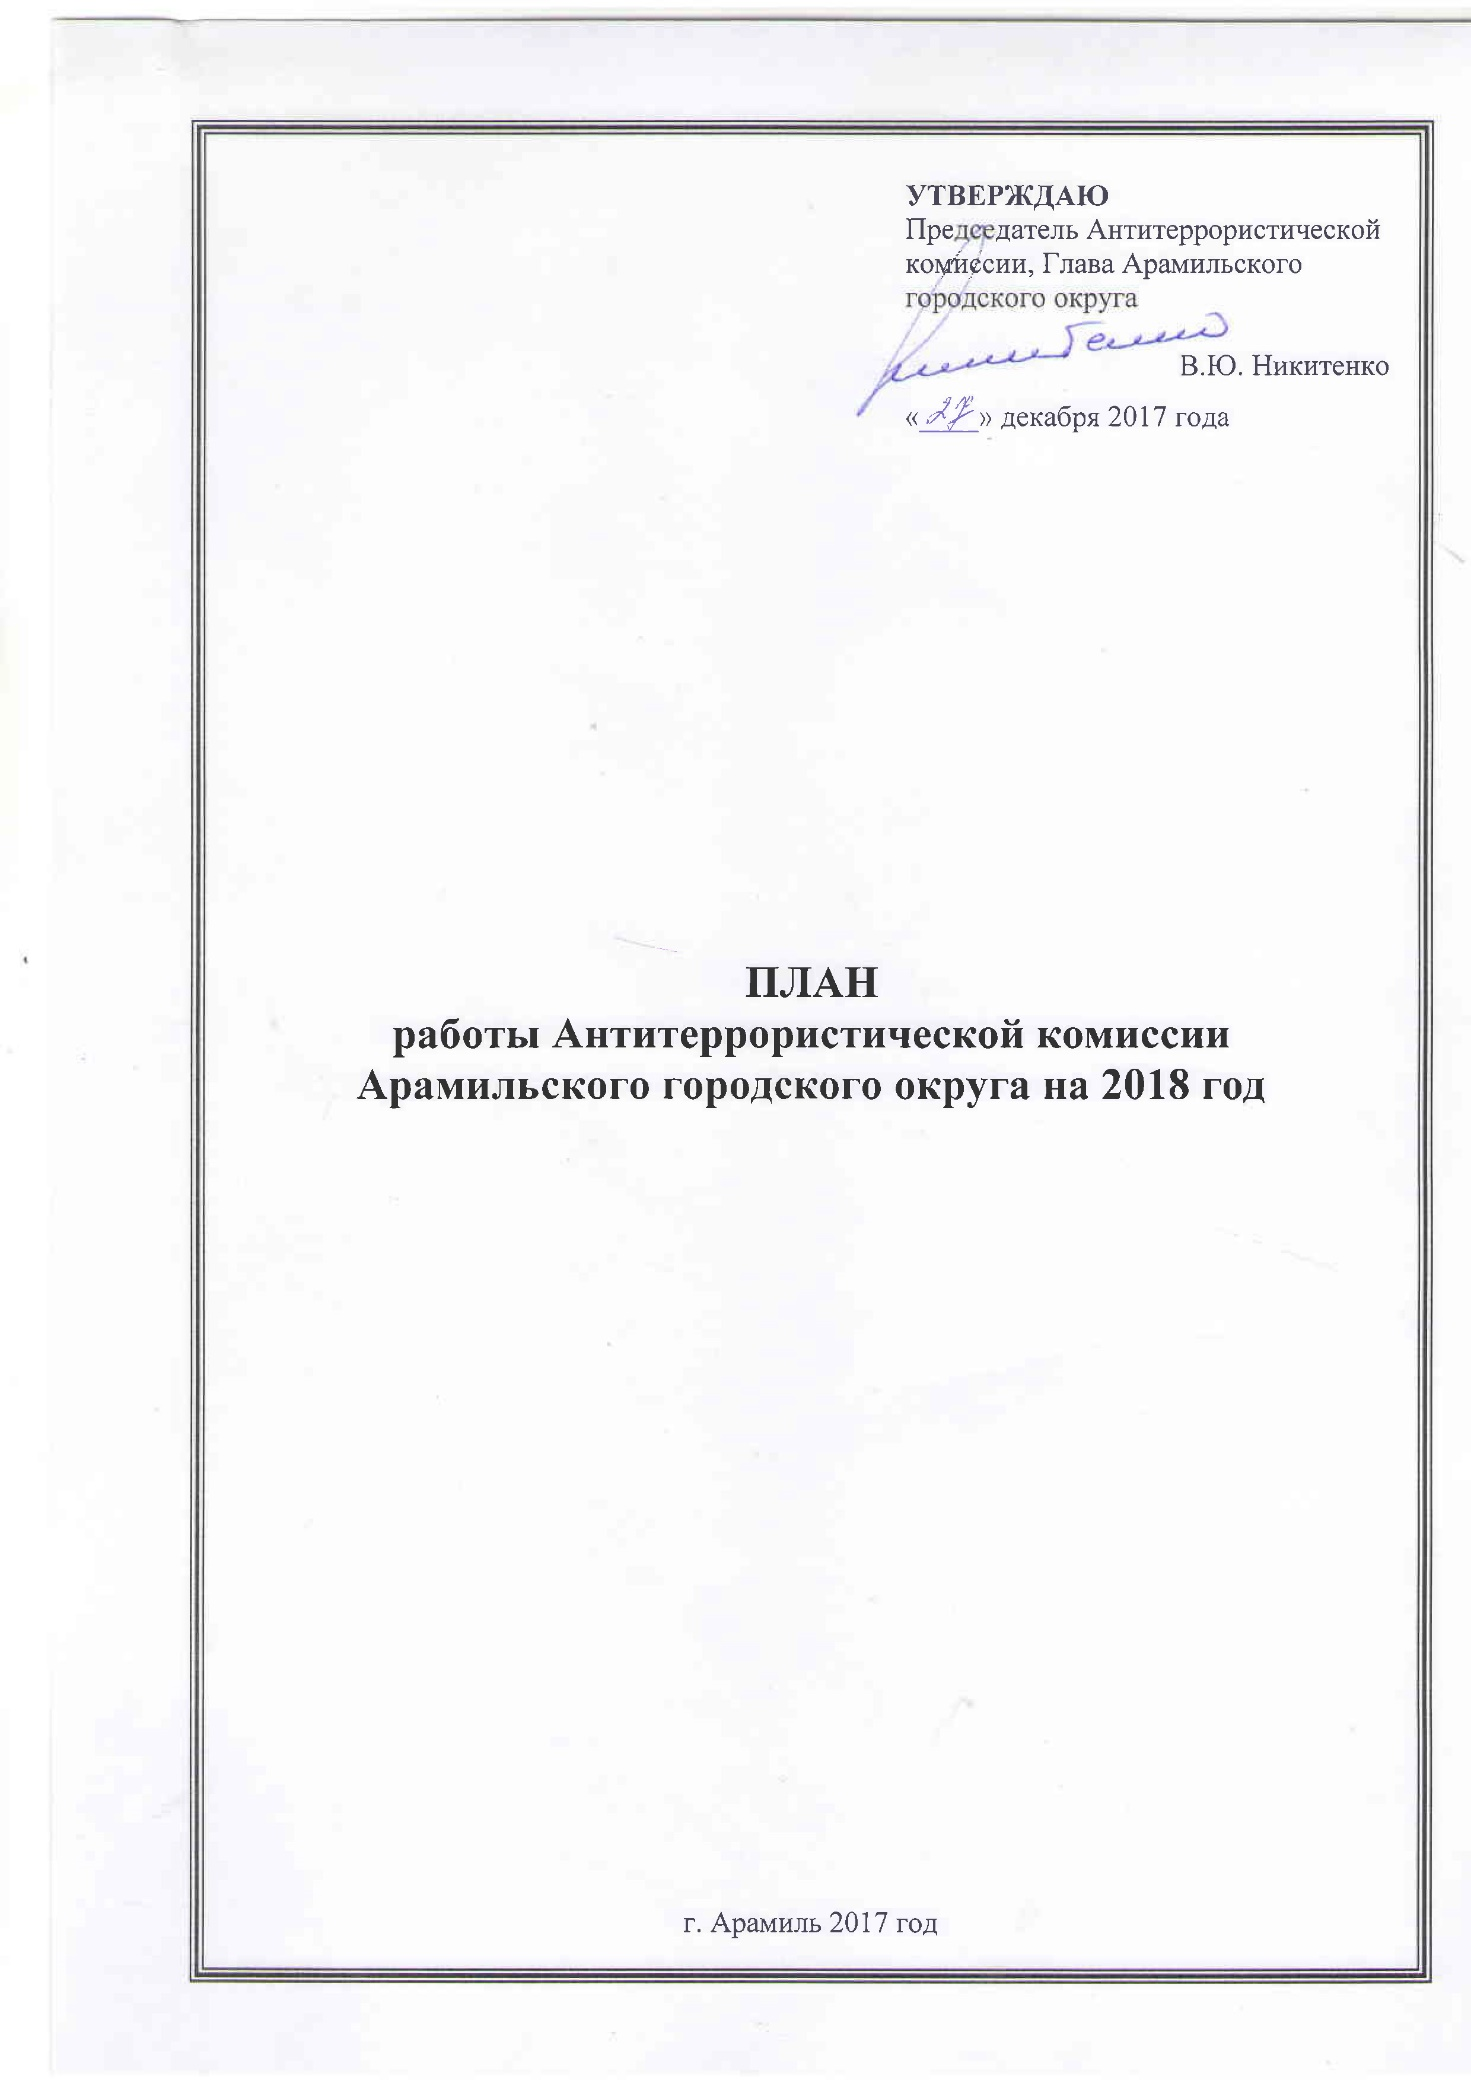 УТВЕРЖДАЮ
Председатель Антитеррористической
комиссии, Глава Арамильского
городского округа
В.Ю. Никитенко
«27» декабря 2017 года
ПЛАН
работы Антитеррористической комиссии
Арамильского городского округа на 2018 год
г. Арамиль 2017 год